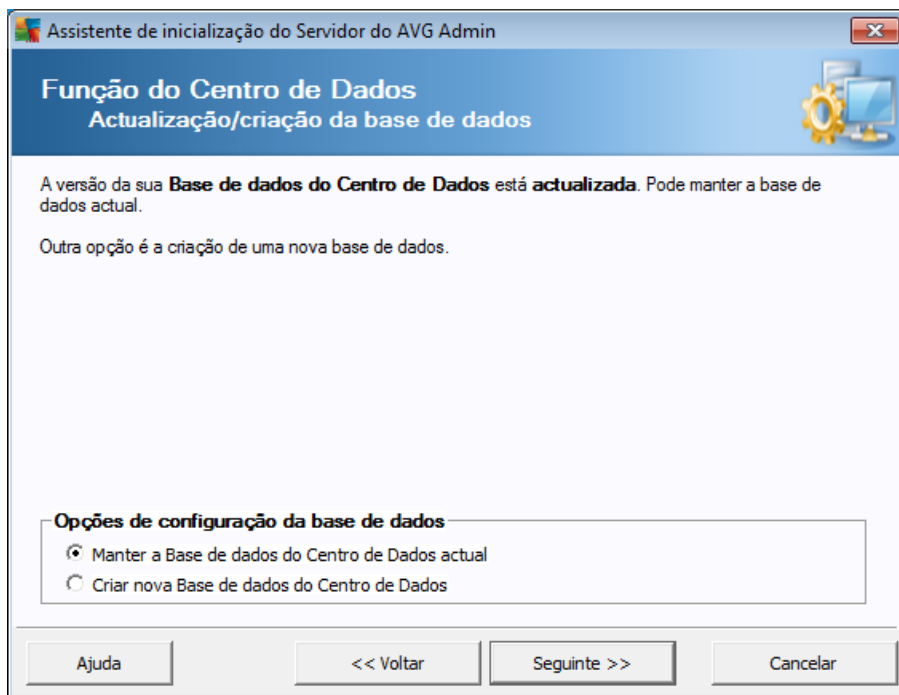 Assistente de inicialização do Servidor do AVG Admin
Função do Centro de Dados
Actualização/criação da base de dados
A versão da sua Base de dados do Centro de Dados está actualizada. Pode manter a base de
dados actual.
Outra opção é a criação de uma nova base de dados.
Opções de configuração da base de dados
Manter a Base de dados do Centro de Dados actual
Criar nova Base de dados do Centro de Dados
Ajuda << Voltar Seguinte >> Cancelar